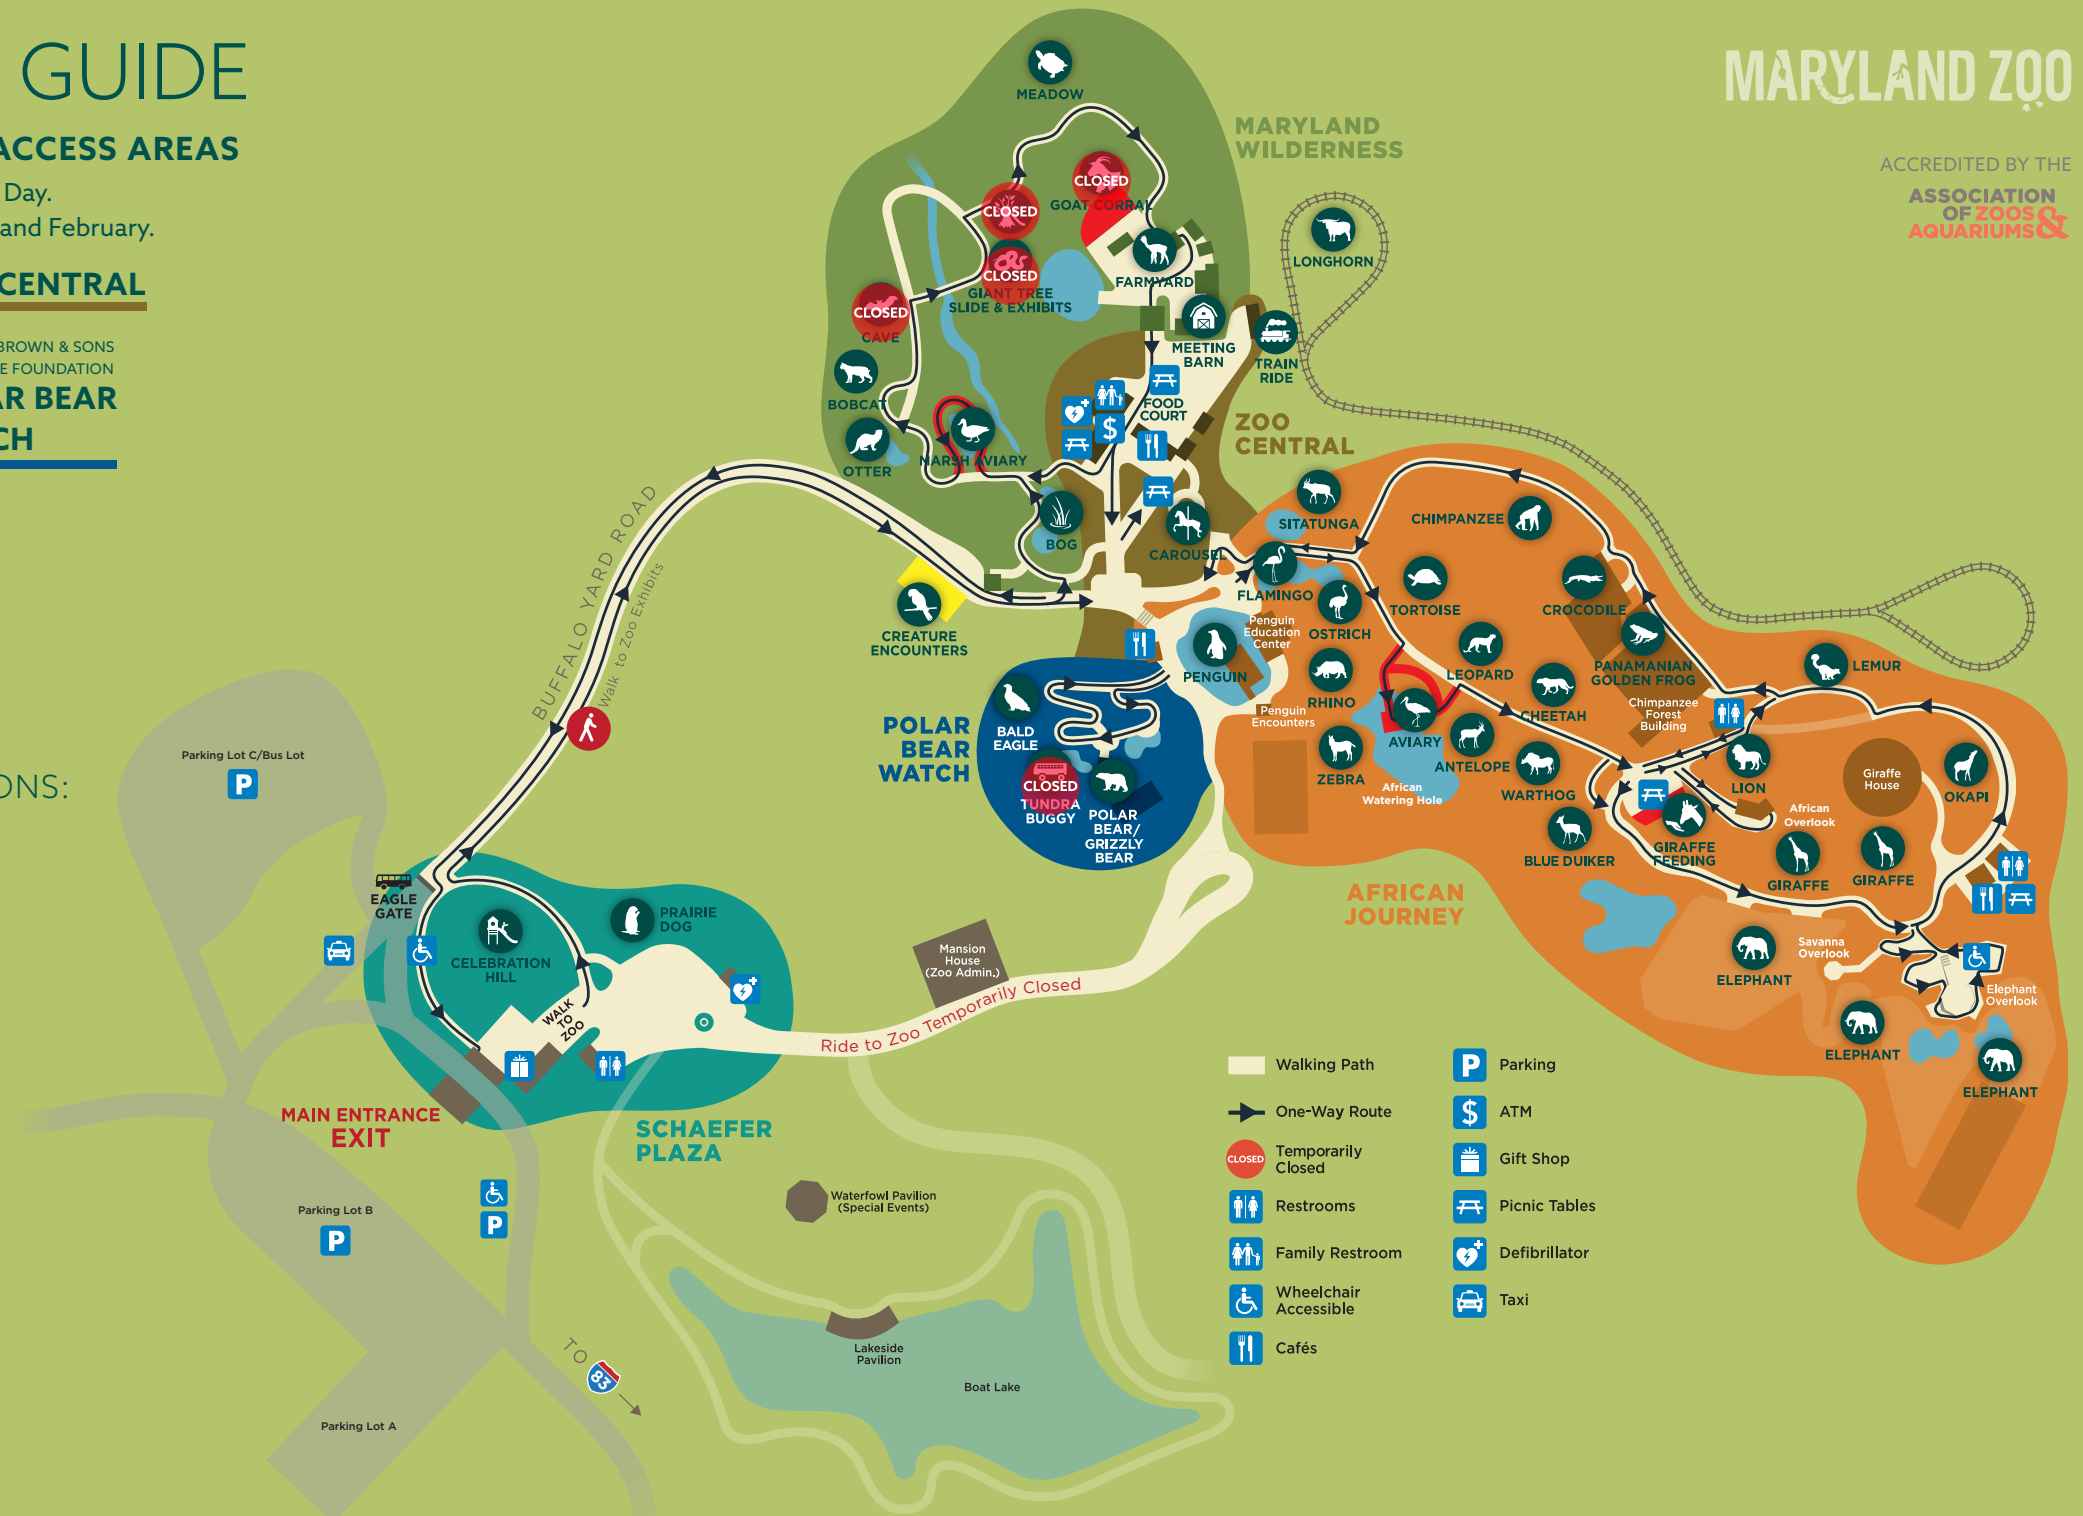 GUIDE
ACCESS AREAS
Day.
and February.
CENTRAL
BROWN & SONS
E FOUNDATION
AR BEAR
CH
ONS:
MARYLAND ZOO
ACCREDITED BY THE
ASSOCIATION
OF ZOOS
& AQUARIUMS
MEADOW
MARYLAND
WILDERNESS
CLOSED
GOAT CORRAL
CLOSED
CLOSED
GIANT TREE
SLIDE & EXHIBITS
FARMYARD
LONGHORN
CLOSED
CAVE
MEETING
BARN
TRAIN
RIDE
BOBCAT
FOOD
COURT
$
OTTER
MARSH AVIARY
ZOO
CENTRAL
BOG
CAROUSEL
CREATURE
ENCOUNTERS
BUFFALO YARD ROAD
Walk to Zoo Exhibits
SITATUNGA
CHIMPANZEE
FLAMINGO
TORTOISE
CROCODILE
OSTRICH
Penguin
Education
Center
PENGUIN
Penguin
Encounters
RHINO
LEOPARD
PANAMANIAN
GOLDEN FROG
LEMUR
CHEETAH
Chimpanzee
Forest
Building
AVIARY
ZEBRA
ANTELOPE
African
Watering Hole
WARTHOG
LION
Giraffe
House
OKAPI
African
Overlook
BLUE DUIKER
GIRAFFE
FEEDING
GIRAFFE
GIRAFFE
AFRICAN
JOURNEY
ELEPHANT
Savanna
Overlook
Elephant
Overlook
ELEPHANT
ELEPHANT
POLAR
BEAR
WATCH
BALD
EAGLE
CLOSED
TUNDRA
BUGGY
POLAR
BEAR/
GRIZZLY
BEAR
Parking Lot C/Bus Lot
P
EAGLE
GATE
CELEBRATION
HILL
PRAIRIE
DOG
WALK
TO
ZOO
Mansion
House
(Zoo Admin.)
Ride to Zoo Temporarily Closed
MAIN ENTRANCE
EXIT
SCHAEFER
PLAZA
Parking Lot B
P
P
Waterfowl Pavilion
(Special Events)
Lakeside
Pavilion
Boat Lake
TO
83
Parking Lot A
Walking Path
One-Way Route
CLOSED
Temporarily
Closed
Restrooms
Family Restroom
Wheelchair
Accessible
Cafés
P
Parking
$
ATM
Gift Shop
Picnic Tables
Defibrillator
Taxi